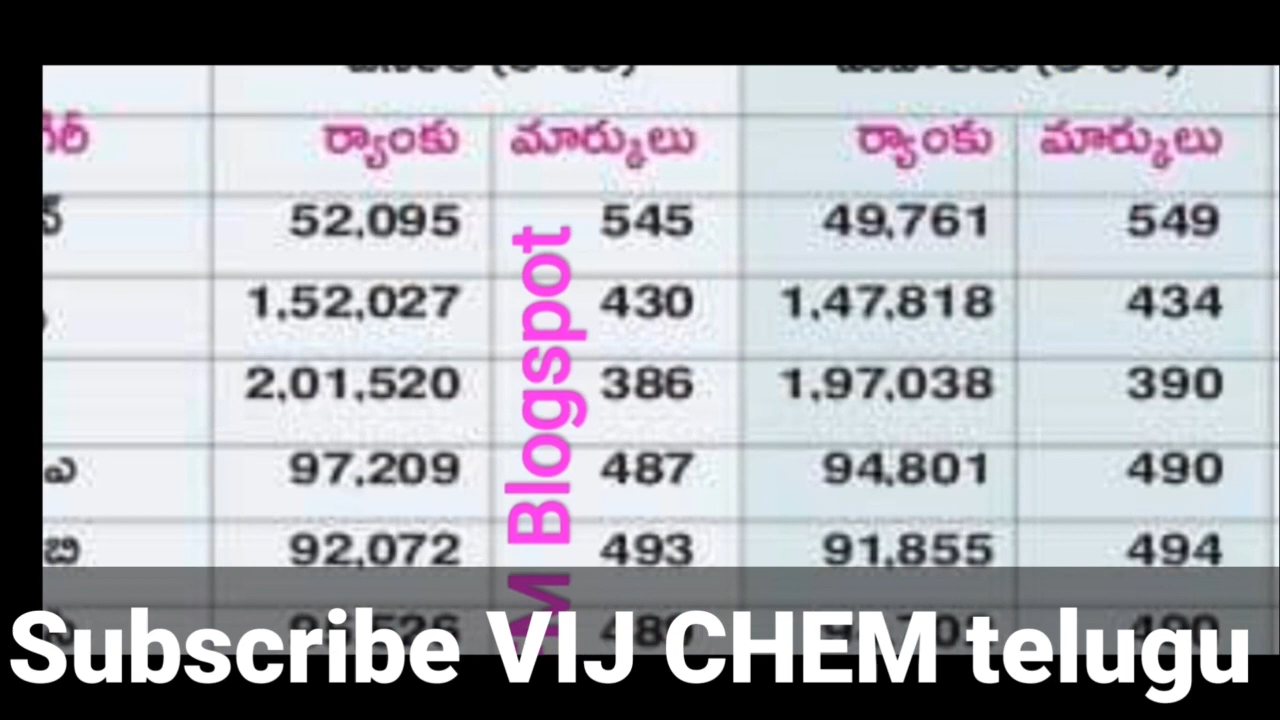 ర్యాంకు మార్కులు ర్యాంకు మార్కులు
52,095 545 49,761 549
1,52,027 430 1,47,818 434
2,01,520 386 1,97,038 390
ఎ 97,209 487 94,801 490
బి 92,072 493 91,855 494
M Blogspot
Subscribe VIJ CHEM telugu